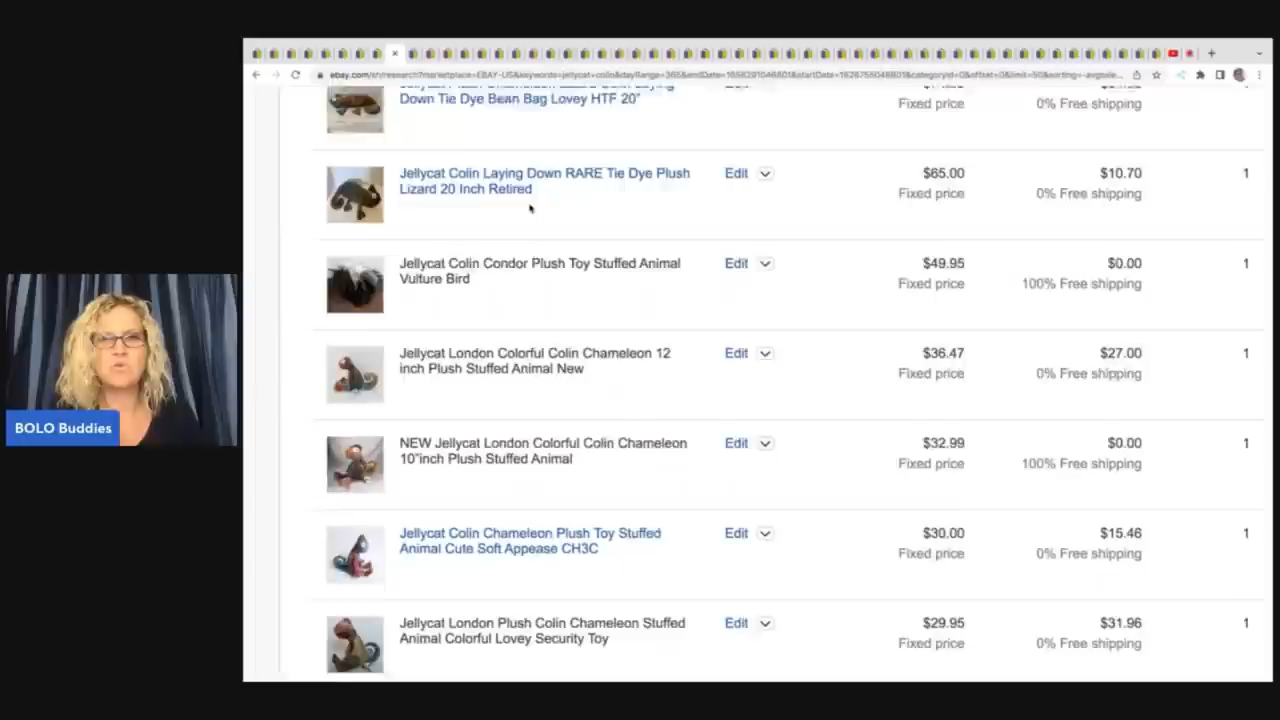 Down Tie Dye Bean Bag Lovey HTF 20"
Fixed price
0% Free shipping
Jellycat Colin Laying Down RARE Tie Dye Plush
Lizard 20 Inch Retired
Edit
$65.00
Fixed price
$10.70
0% Free shipping
1
Jellycat Colin Condor Plush Toy Stuffed Animal
Vulture Bird
Edit
$49.95
Fixed price
$0.00
100% Free shipping
1
Jellycat London Colorful Colin Chameleon 12
inch Plush Stuffed Animal New
Edit
$36.47
Fixed price
$27.00
0% Free shipping
1
NEW Jellycat London Colorful Colin Chameleon
10"inch Plush Stuffed Animal
Edit
$32.99
Fixed price
$0.00
100% Free shipping
1
Jellycat Colin Chameleon Plush Toy Stuffed
Animal Cute Soft Appease CH3C
Edit
$30.00
Fixed price
$15.46
0% Free shipping
1
Jellycat London Plush Colin Chameleon Stuffed
Animal Colorful Lovey Security Toy
Edit
$29.95
Fixed price
$31.96
0% Free shipping
1
BOLO Buddies